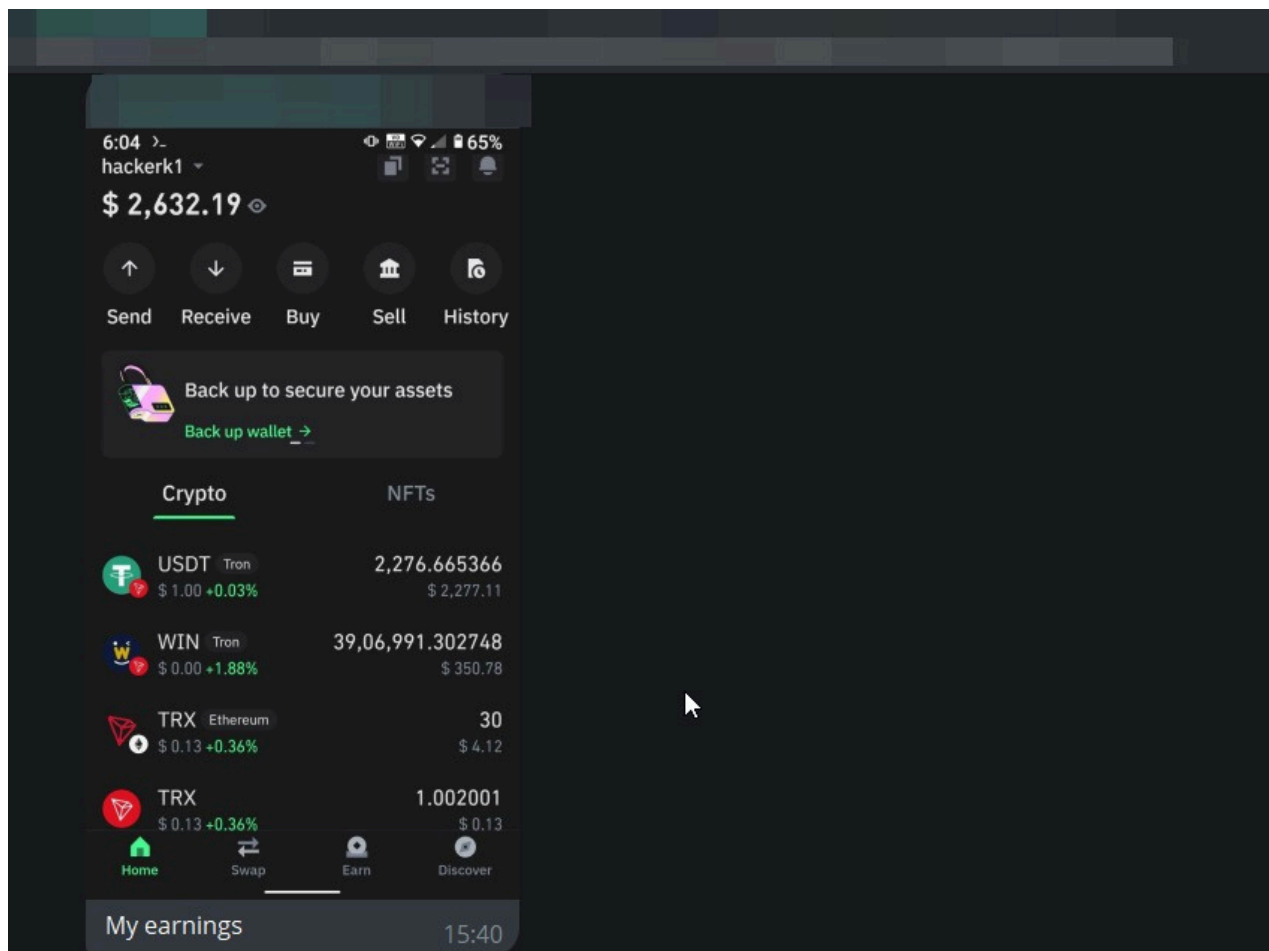 6:04 >_ 65%
hackerk1
$ 2,632.19
Send Receive Buy Sell History
Back up to secure your assets
Back up wallet →
Crypto NFTs
USDT Tron 2,276.665366
$ 1.00 +0.03% $ 2,277.11
WIN Tron 39,06,991.302748
$ 0.00 +1.88% $ 350.78
TRX Ethereum 30
$ 0.13 +0.36% $ 4.12
TRX 1.002001
$ 0.13 +0.36% $ 0.13
Home Swap Earn Discover
My earnings 15:40